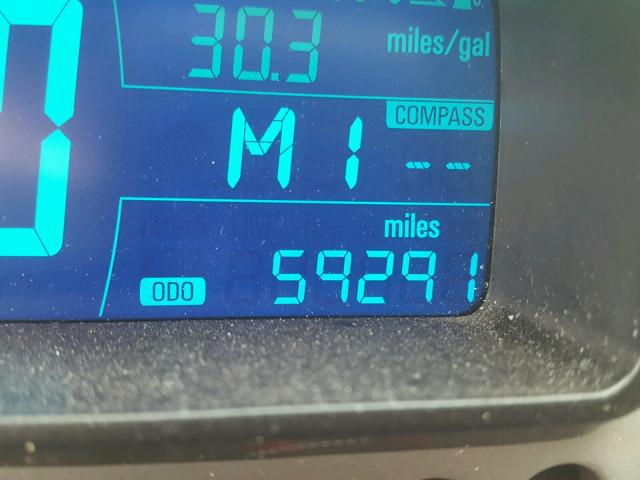 30.3 miles/gal
COMPASS
M1 --
miles
ODO 59291